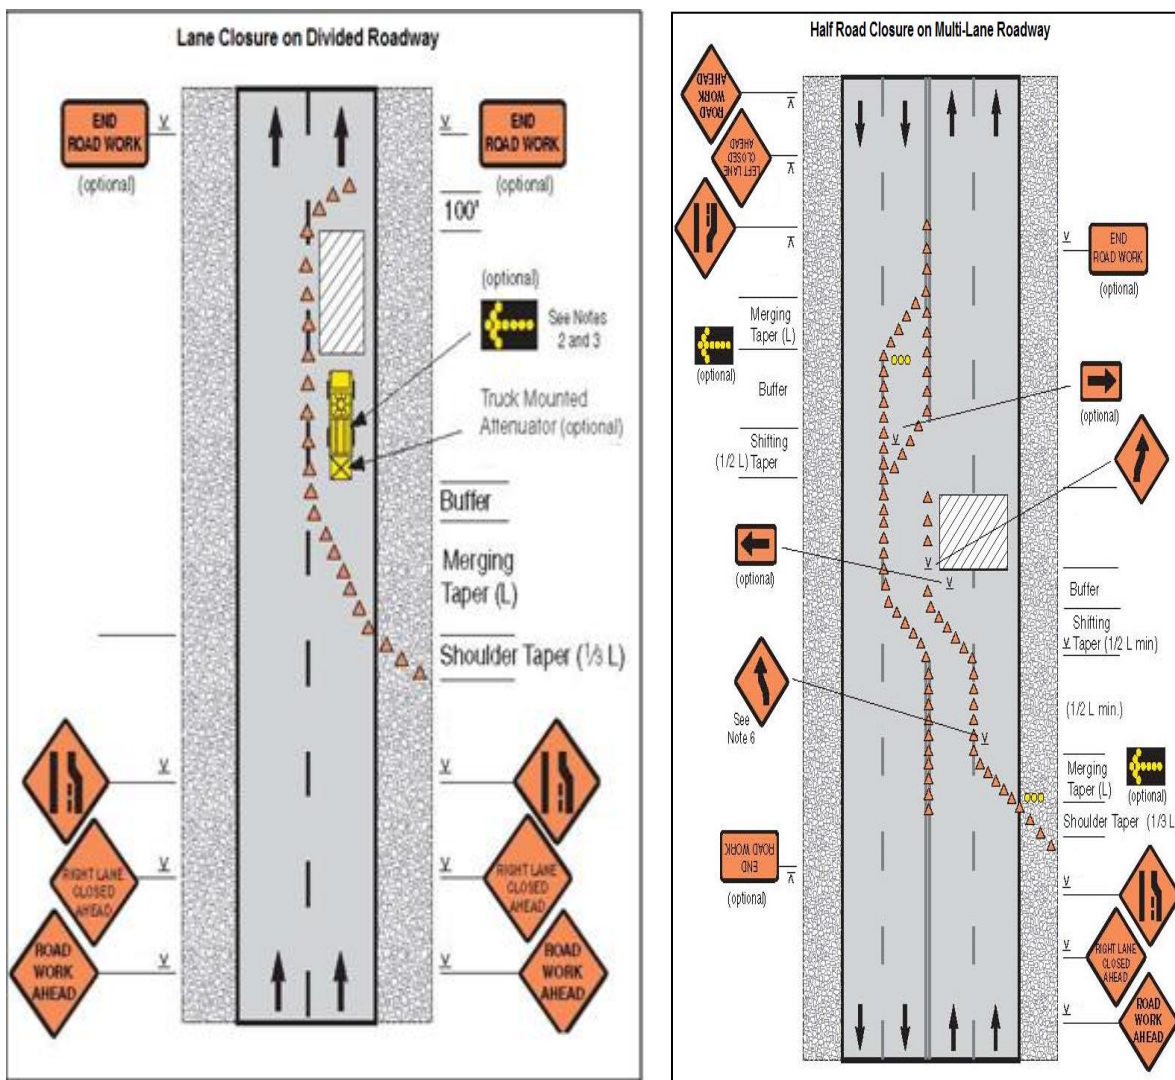 Lane Closure on Divided Roadway
END
ROAD WORK
(optional)
END
ROAD WORK
(optional)
100'
(optional)
See Notes
2 and 3
Truck Mounted
Attenuator (optional)
Buffer
Merging
Taper (L)
Shoulder Taper (1/3 L)
RIGHT LANE
CLOSED
AHEAD
ROAD
WORK
AHEAD
RIGHT LANE
CLOSED
AHEAD
ROAD
WORK
AHEAD
Half Road Closure on Multi-Lane Roadway
ROAD
WORK
AHEAD
LEFT LANE
CLOSED
AHEAD
Merging
Taper (L)
(optional)
Buffer
Shifting
(1/2 L) Taper
END
ROAD WORK
(optional)
(optional)
(optional)
Buffer
Shifting
Taper (1/2 L min)
See
Note 6
(1/2 L min.)
Merging
Taper (L)
(optional)
Shoulder Taper (1/3 L
END
ROAD WORK
(optional)
RIGHT LANE
CLOSED
AHEAD
ROAD
WORK
AHEAD